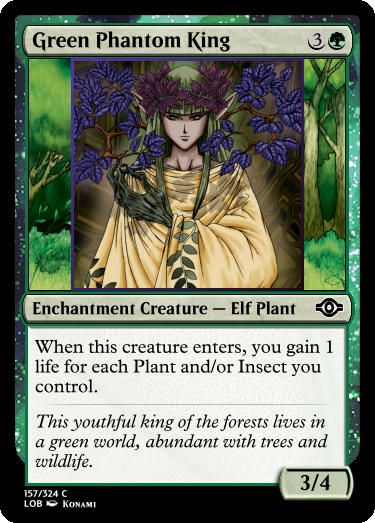 Green Phantom King 3
Enchantment Creature — Elf Plant
When this creature enters, you gain 1
life for each Plant and/or Insect you
control.
This youthful king of the forests lives in
a green world, abundant with trees and
wildlife.
3/4
157/324 C
LOB Konami